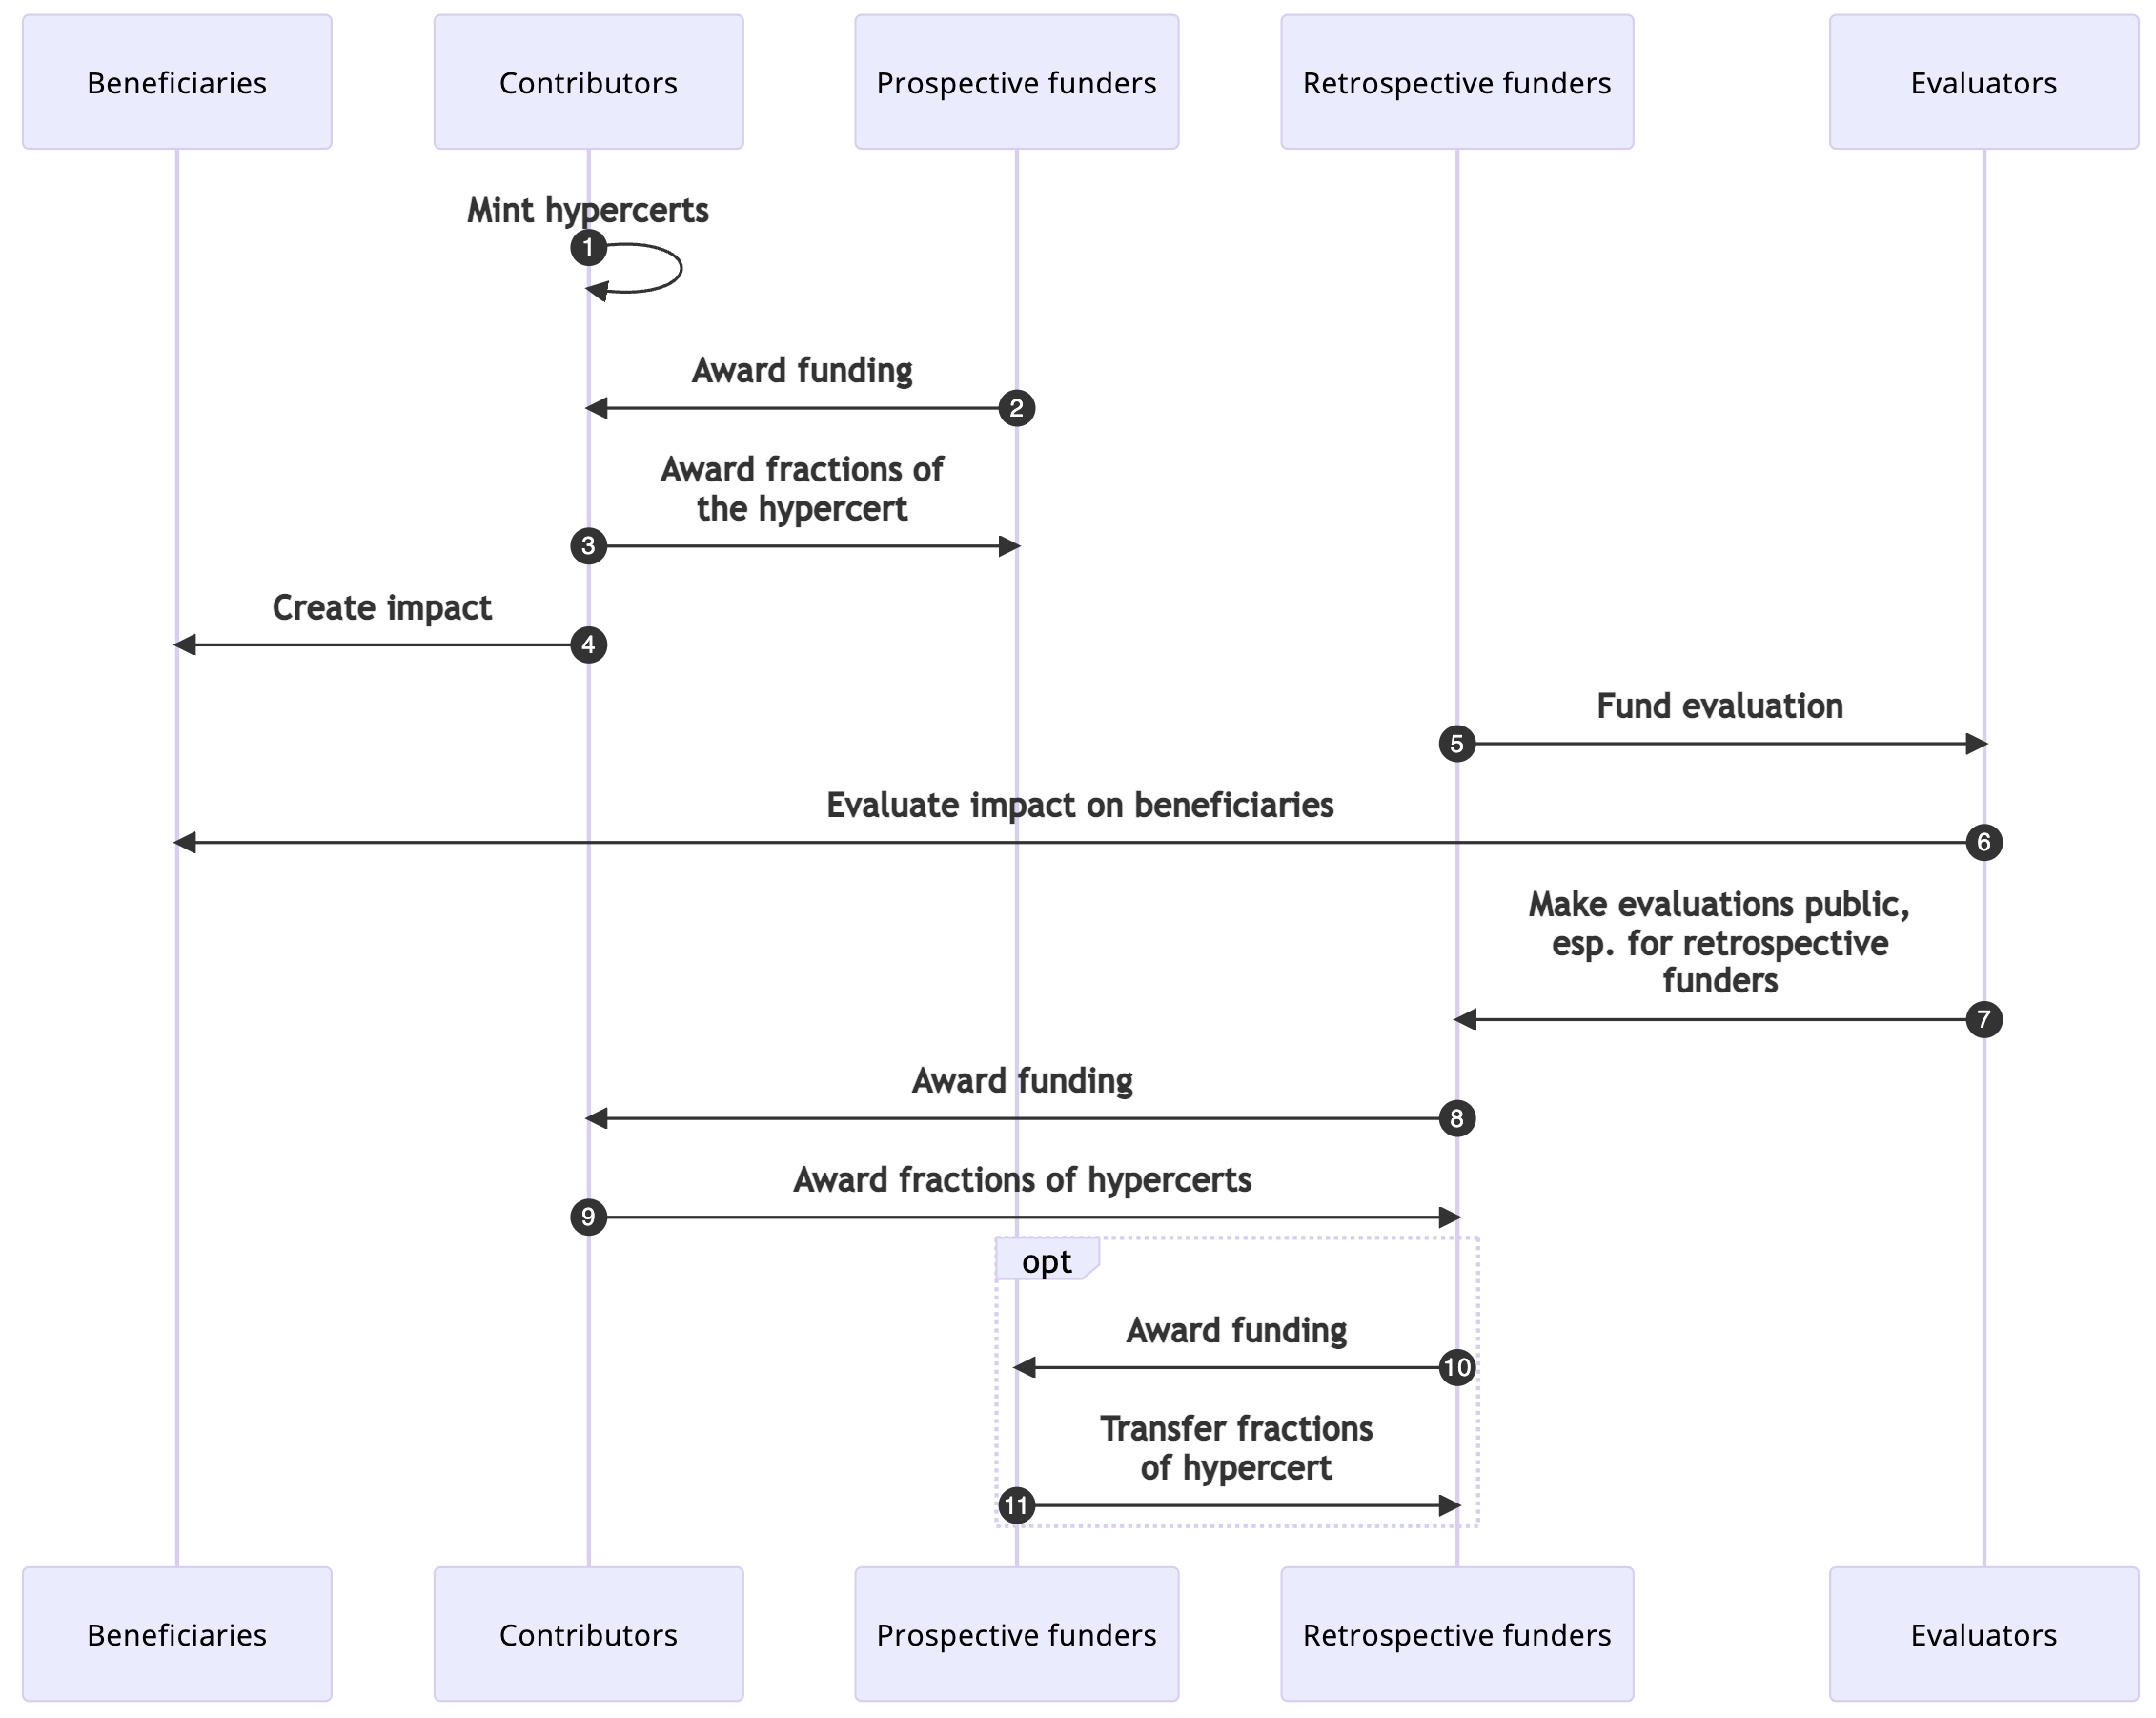 Beneficiaries
Contributors
Prospective funders
Retrospective funders
Evaluators
Mint hypercerts
1
Award funding
2
Award fractions of
the hypercert
3
Create impact
4
Fund evaluation
5
Evaluate impact on beneficiaries
6
Make evaluations public,
esp. for retrospective
funders
7
Award funding
8
Award fractions of hypercerts
9
opt
Award funding
10
Transfer fractions
of hypercert
11
Beneficiaries
Contributors
Prospective funders
Retrospective funders
Evaluators